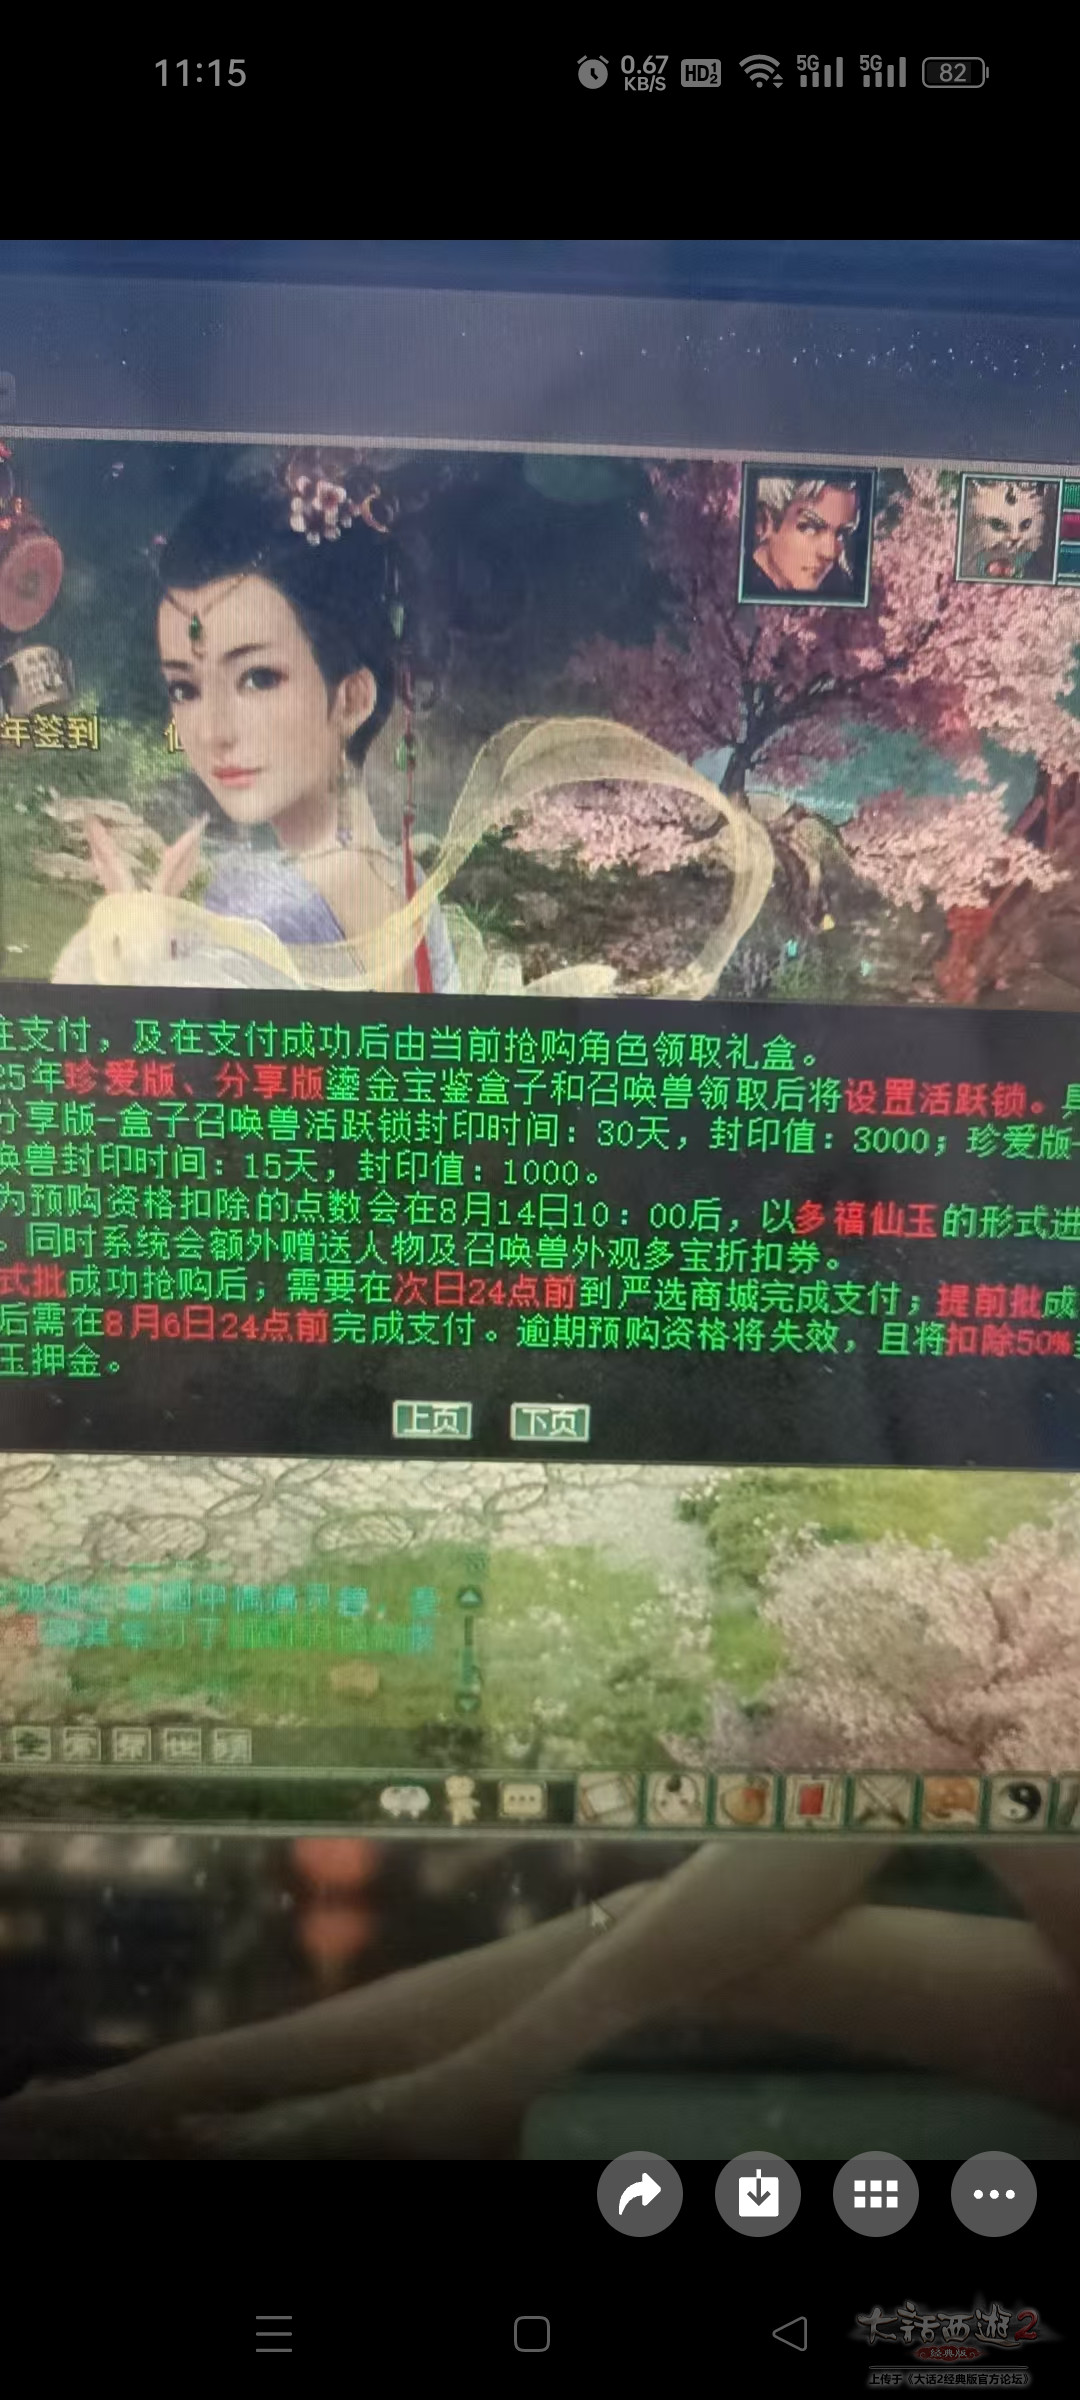 11:15
0.67
KB/S
HD1 2
5G
5G
82
年签到
支付，及在支付成功后由当前抢购角色领取礼盒。
25年珍爱版、分享版鎏金宝鉴盒子和召唤兽领取后将设置活跃锁。
分享版-盒子召唤兽活跃锁封印时间：30天，封印值：3000；珍爱版-
唤兽封印时间：15天，封印值：1000。
为预购资格扣除的点数会在8月14日10：00后，以多福仙玉的形式进
。同时系统会额外赠送人物及召唤兽外观多宝折扣券。
式批成功抢购后，需要在次日24点前到严选商城完成支付；提前批成
后需在8月6日24点前完成支付。逾期预购资格将失效，且将扣除50%
玉押金。
上页 下页
大话西游2
经典版
上传于《大话2经典版官方论坛》